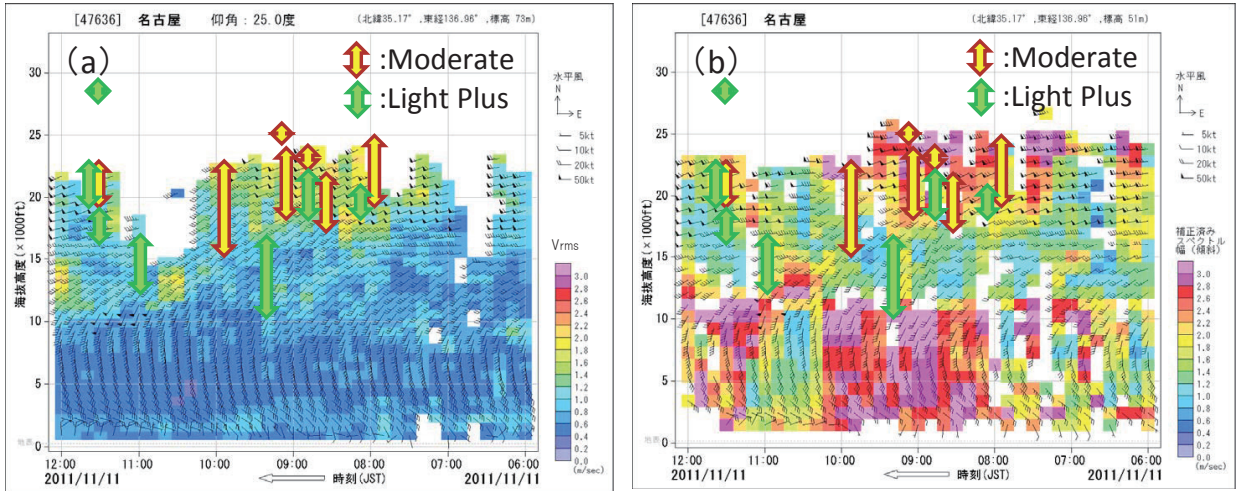 [47636] 名古屋 仰角：25.0度 (北緯35.17°,東経136.96°,標高 73m)
(a)
:Moderate
:Light Plus
水平風
N
E
5kt
10kt
20kt
50kt
海抜高度(×1000ft)
30
25
20
15
10
5
0
地表
Vrms
3.0
2.8
2.6
2.4
2.2
2.0
1.8
1.6
1.4
1.2
1.0
0.8
0.6
0.4
0.2
0.0
(m/sec)
12:00 11:00 10:00 09:00 08:00 07:00 06:00
2011/11/11 時刻(JST) 2011/11/11
[47636] 名古屋 (北緯35.17°,東経136.96°,標高 51m)
(b)
:Moderate
:Light Plus
水平風
N
E
5kt
10kt
20kt
50kt
海抜高度(×1000ft)
30
25
20
15
10
5
0
地表
補正済み
スペクトル
幅(傾斜)
3.0
2.8
2.6
2.4
2.2
2.0
1.8
1.6
1.4
1.2
1.0
0.8
0.6
0.4
0.2
0.0
(m/sec)
12:00 11:00 10:00 09:00 08:00 07:00 06:00
2011/11/11 時刻(JST) 2011/11/11